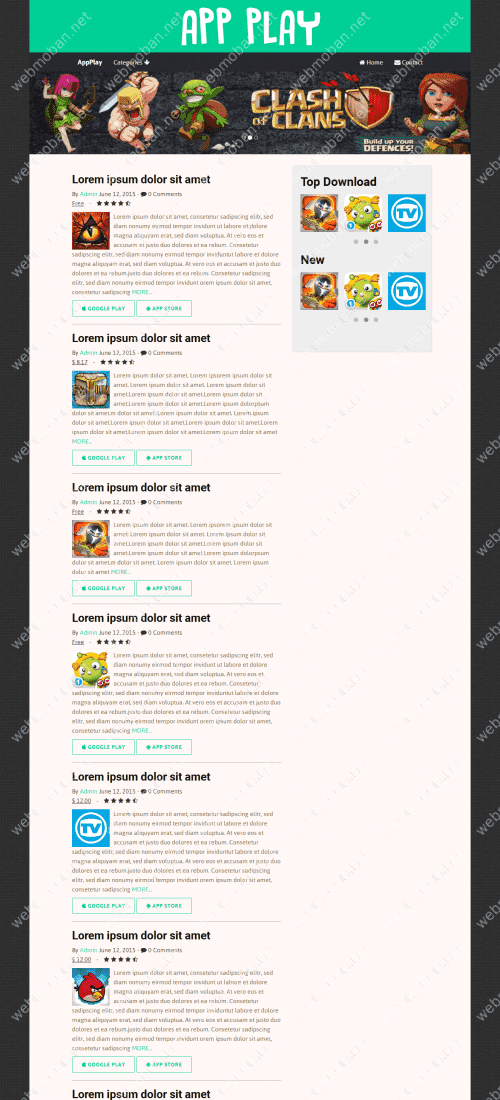 APP PLAY
AppPlay Categories Home Contact
CLASH
OF CLANS
Build up your
DEFENCES!
Lorem ipsum dolor sit amet
By Admin June 12, 2015 - 0 Comments
Free -
Lorem ipsum dolor sit amet, consetetur sadipscing elitr, sed
diam nonumy eirmod tempor invidunt ut labore et dolore
magna aliquyam erat, sed diam voluptua. At vero eos et
accusam et justo duo dolores et ea rebum. Consetetur
sadipscing elitr, sed diam nonumy eirmod tempor inviduntut labore et dolore
magna aliquyam erat, sed diam voluptua. At vero eos et accusam et justo duo
dolores et ea rebum.justo duo dolores et ea rebum. Consetetur sadipscing
elitr, sed diam nonumy eirmod tempor invidunt orem ipsum dolor sit amet,
consetetur sadipscing MORE..
GOOGLE PLAY APP STORE
Lorem ipsum dolor sit amet
By Admin June 12, 2015 - 0 Comments
$ 8.17 -
Lorem ipsum dolor sit amet. Lorem ipsorem ipsum dolor sit
amet. Lorem ipsum dolor sit amet. Lorem ipsum dolor sit
amet.Lorem ipsum dolor sit amet.Lorem ipsum dolor sit
amet.Lorem ipsum dolor sit amet.Lorem ipsum dolorpsum
dolor sit amet.m dolor sit amet. Lorem ipsum dolor sit amet. Lorem ipsum
dolor sit amet.Lorem ipsum dolor sit amet.Lorem ipsum dolor sit amet.Lorem
ipsum dolor sit amet.Lorem ipsum dolor sit amet.Lorem ipsum dolor sit amet
MORE..
GOOGLE PLAY APP STORE
Lorem ipsum dolor sit amet
By Admin June 12, 2015 - 0 Comments
Free -
Lorem ipsum dolor sit amet. Lorem ipsorem ipsum dolor sit
amet. Lorem ipsum dolor sit amet. Lorem ipsum dolor sit
amet.Lorem ipsum dolor sit amet.Lorem ipsum dolor sit
amet.Lorem ipsum dolor sit amet.Lorem ipsum dolorpsum
dolor sit amet.m dolor sit amet. Lorem ipsum dolor sit amet. Lorem ipsum
dolor sit amet MORE..
GOOGLE PLAY APP STORE
Lorem ipsum dolor sit amet
By Admin June 12, 2015 - 0 Comments
Free -
Lorem ipsum dolor sit amet, consetetur sadipscing elitr, sed
diam nonumy eirmod tempor invidunt ut labore et dolore
magna aliquyam erat, sed diam voluptua. At vero eos et
accusam et justo duo dolores et ea rebum. Consetetur
sadipscing elitr, sed diam nonumy eirmod tempor inviduntut labore et dolore
magna aliquyam erat, sed diam voluptua. At vero eos et accusam et justo duo
dolores et ea rebum.justo duo dolores et ea rebum. Consetetur sadipscing
elitr, sed diam nonumy eirmod tempor invidunt orem ipsum dolor sit amet,
consetetur sadipscing MORE..
GOOGLE PLAY APP STORE
Lorem ipsum dolor sit amet
By Admin June 12, 2015 - 0 Comments
$ 12.00 -
Lorem ipsum dolor sit amet, consetetur sadipscing elitr, sed
diam nonumy eirmod tempor invidunt ut labore et dolore
magna aliquyam erat, sed diam voluptua. At vero eos et
accusam et justo duo dolores et ea rebum. Consetetur
sadipscing elitr, sed diam nonumy eirmod tempor inviduntut labore et dolore
magna aliquyam erat, sed diam voluptua. At vero eos et accusam et justo duo
dolores et ea rebum.justo duo dolores et ea rebum. Consetetur sadipscing
elitr, sed diam nonumy eirmod tempor invidunt orem ipsum dolor sit amet,
consetetur sadipscing MORE..
GOOGLE PLAY APP STORE
Lorem ipsum dolor sit amet
By Admin June 12, 2015 - 0 Comments
$ 12.00 -
Lorem ipsum dolor sit amet, consetetur sadipscing elitr, sed
diam nonumy eirmod tempor invidunt ut labore et dolore
magna aliquyam erat, sed diam voluptua. At vero eos et
accusam et justo duo dolores et ea rebum. Consetetur
sadipscing elitr, sed diam nonumy eirmod tempor inviduntut labore et dolore
magna aliquyam erat, sed diam voluptua. At vero eos et accusam et justo duo
dolores et ea rebum.justo duo dolores et ea rebum. Consetetur sadipscing
elitr, sed diam nonumy eirmod tempor invidunt orem ipsum dolor sit amet,
consetetur sadipscing MORE..
GOOGLE PLAY APP STORE
Lorem ipsum dolor sit amet
Top Download
TV
New
TV
TV
webmoban.net